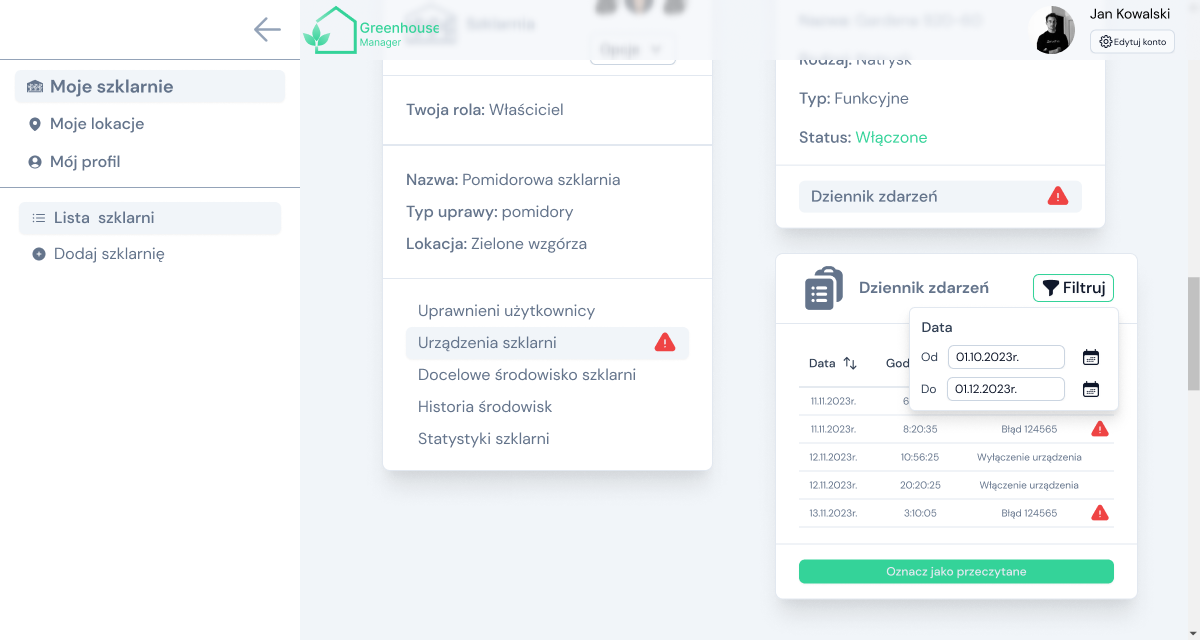 Moje szklarnie
Moje lokacje
Mój profil
Lista szklarni
Dodaj szklarnię
Greenhouse
Manager
Szklarnia
Opcje
Jan Kowalski
Edytuj konto
Twoja rola: Właściciel
Nazwa: Pomidorowa szklarnia
Typ uprawy: pomidory
Lokacja: Zielone wzgórza
Uprawnieni użytkownicy
Urządzenia szklarni
Docelowe środowisko szklarni
Historia środowisk
Statystyki szklarni
Rodzaj: Natrysk
Typ: Funkcyjne
Status: Włączone
Dziennik zdarzeń
Dziennik zdarzeń
Filtruj
Data
Od 01.10.2023r.
Do 01.12.2023r.
Data God
11.11.2023r. 6
11.11.2023r. 8:20:35 Błąd 124565
12.11.2023r. 10:56:25 Wyłączenie urządzenia
12.11.2023r. 20:20:25 Włączenie urządzenia
13.11.2023r. 3:10:05 Błąd 124565
Oznacz jako przeczytane